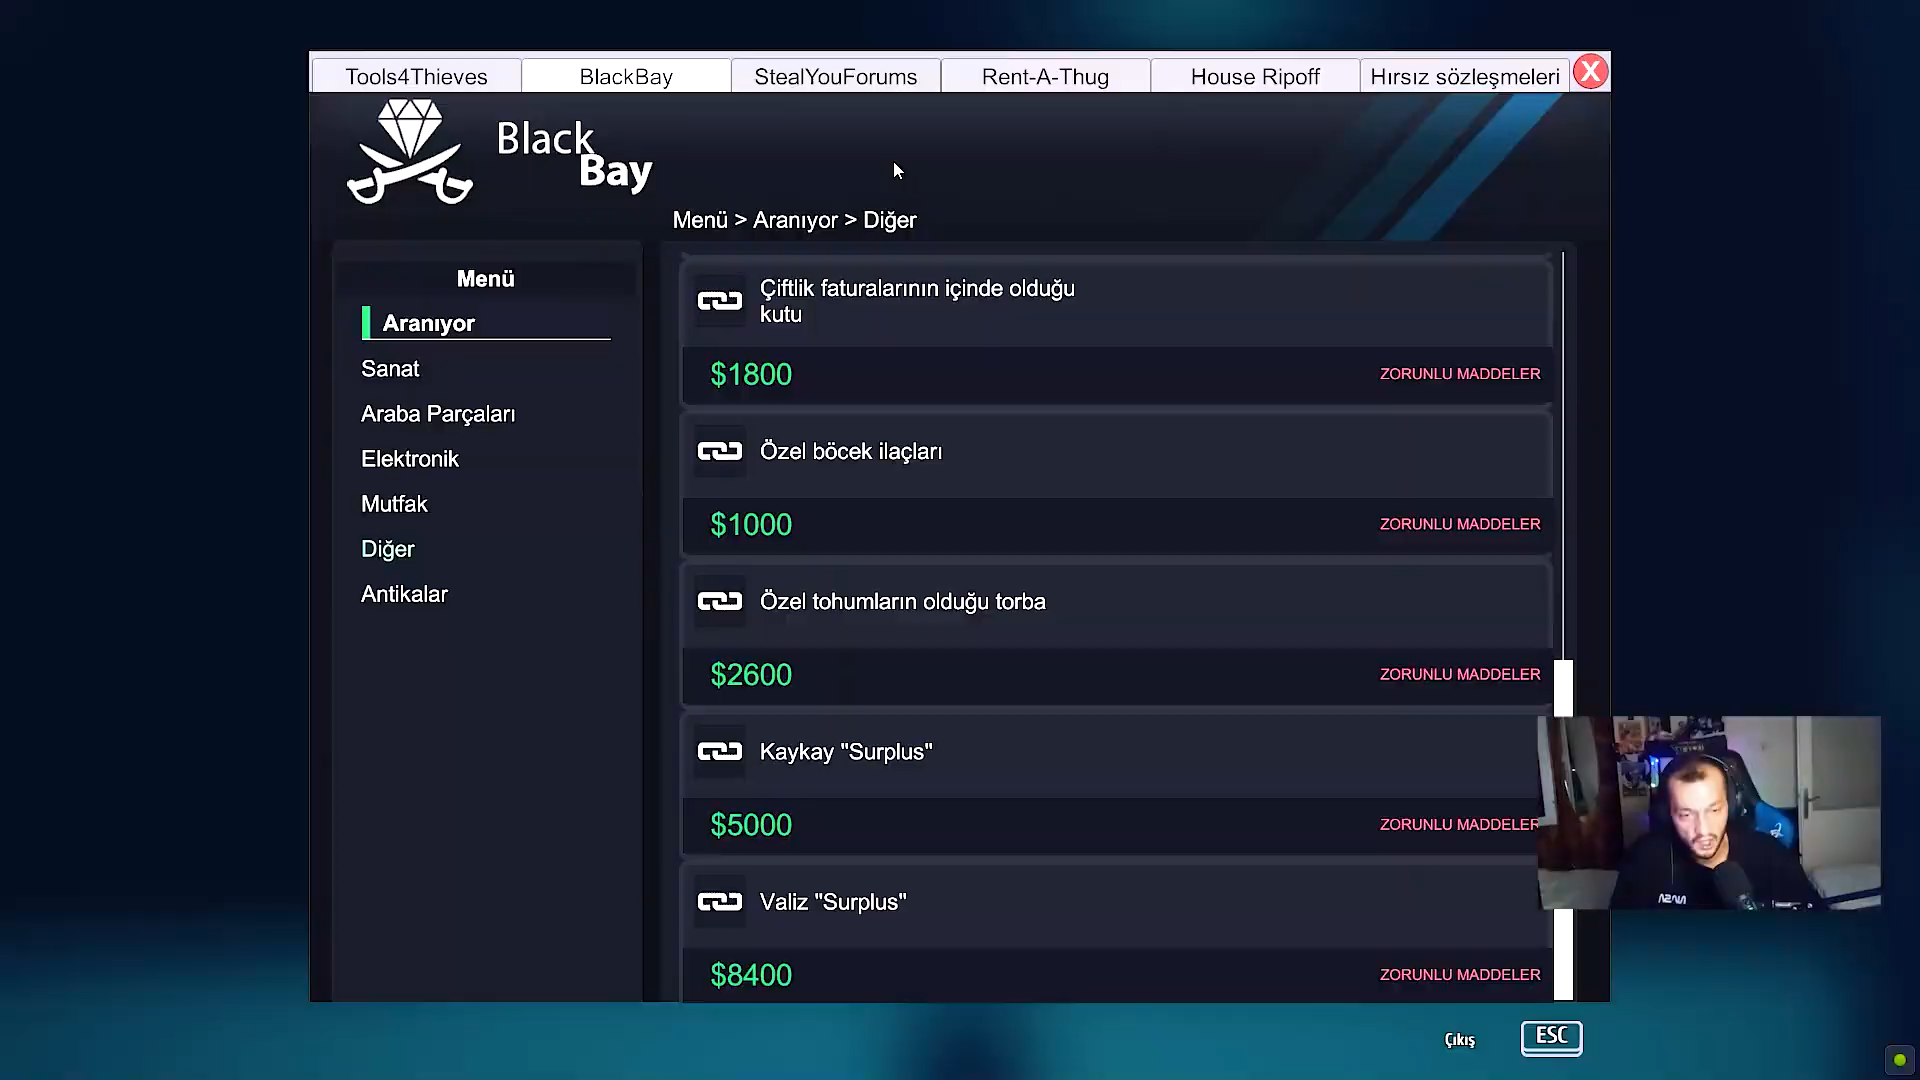 Tools4Thieves
BlackBay
StealYouForums
Rent-A-Thug
House Ripoff
Hırsız sözleşmeleri
X
Black
Bay
Menü > Aranıyor > Diğer
Menü
Aranıyor
Sanat
Araba Parçaları
Elektronik
Mutfak
Diğer
Antikalar
Çiftlik faturalarının içinde olduğu
kutu
$1800
ZORUNLU MADDELER
Özel böcek ilaçları
$1000
ZORUNLU MADDELER
Özel tohumların olduğu torba
$2600
ZORUNLU MADDELER
Kaykay "Surplus"
$5000
ZORUNLU MADDELER
Valiz "Surplus"
$8400
ZORUNLU MADDELER
Çıkış
ESC